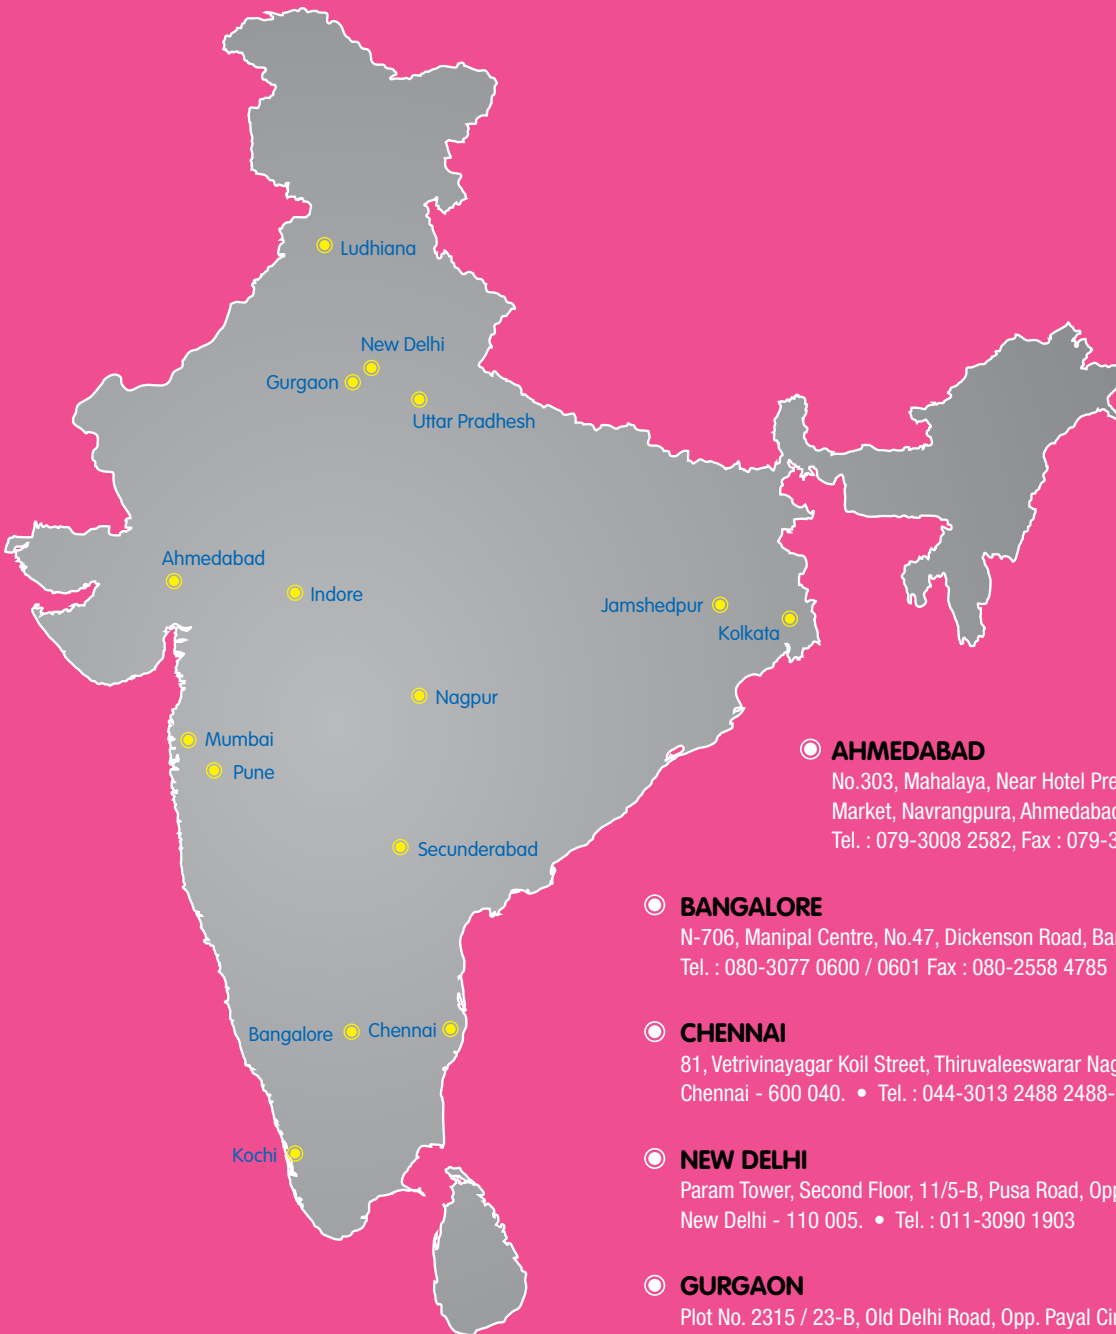 Ludhiana
New Delhi
Gurgaon
Uttar Pradhesh
Ahmedabad
Indore
Jamshedpur
Kolkata
Nagpur
Mumbai
Pune
Secunderabad
Bangalore
Chennai
Kochi
AHMEDABAD
No.303, Mahalaya, Near Hotel
Market, Navrangpura, Ahmedabad
Tel. : 079-3008 2582, Fax : 079-3
BANGALORE
N-706, Manipal Centre, No.47, Dickenson Road,
Tel. : 080-3077 0600 / 0601 Fax : 080-2558 4785
CHENNAI
81, Vetrivinayagar Koil Street, Thiruvaleeswarar
Chennai - 600 040. • Tel. : 044-3013 2488 2488-
NEW DELHI
Param Tower, Second Floor, 11/5-B, Pusa Road,
New Delhi - 110 005. • Tel. : 011-3090 1903
GURGAON
Plot No. 2315 / 23-B, Old Delhi Road, Opp. Payal